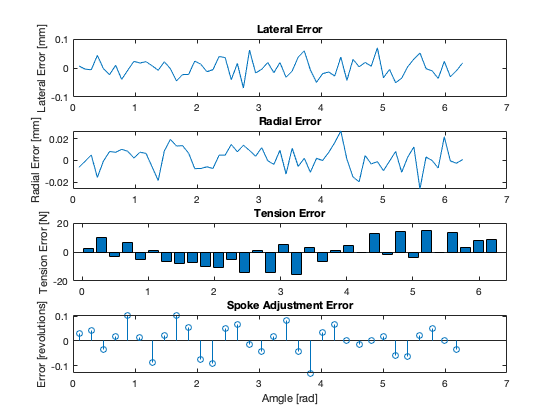 Lateral Error
Lateral Error [mm]
0.1
0
-0.1
0 1 2 3 4 5 6 7
Radial Error
Radial Error [mm]
0.02
0
-0.02
0 1 2 3 4 5 6 7
Tension Error
Tension Error [N]
20
0
-20
0 1 2 3 4 5 6
Spoke Adjustment Error
Error [revolutions]
0.1
0
-0.1
0 1 2 3 4 5 6 7
Amgle [rad]